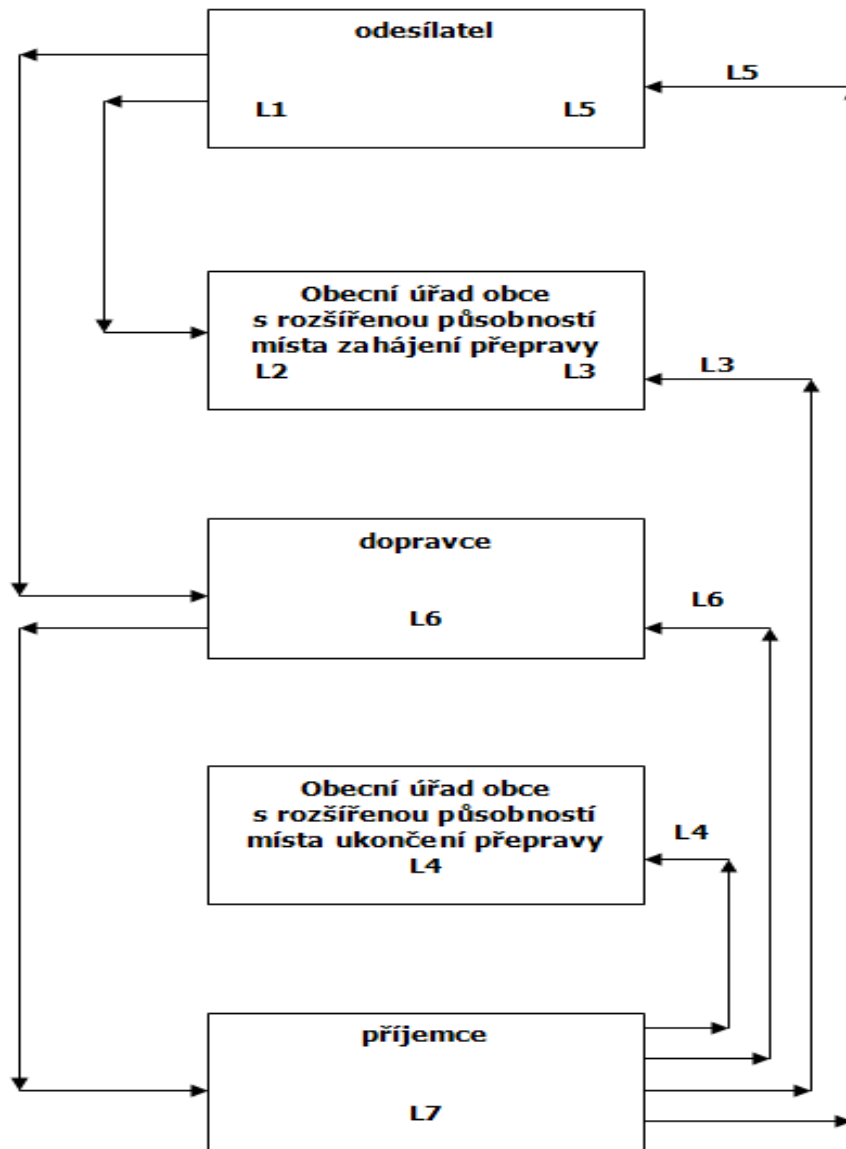 odesílatel
L5
L1 L5
Obecní úřad obce
s rozšířenou působností
místa zahájení přepravy
L2 L3
L3
dopravce
L6
L6
Obecní úřad obce
s rozšířenou působností
místa ukončení přepravy
L4
L4
příjemce
L7